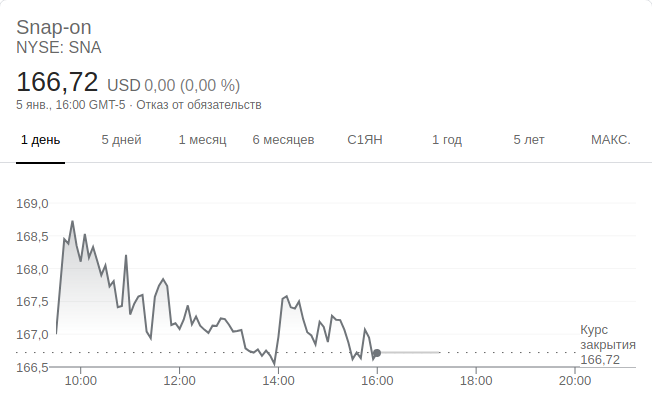 Snap-on
NYSE: SNA
166,72 USD 0,00 (0,00 %)
5 янв., 16:00 GMT-5 · Отказ от обязательств
1 день 5 дней 1 месяц 6 месяцев С1ЯН 1 год 5 лет МАКС.
169,0
168,5
168,0
167,5
167,0
166,5
Курс
закрытия
166,72
10:00 12:00 14:00 16:00 18:00 20:00